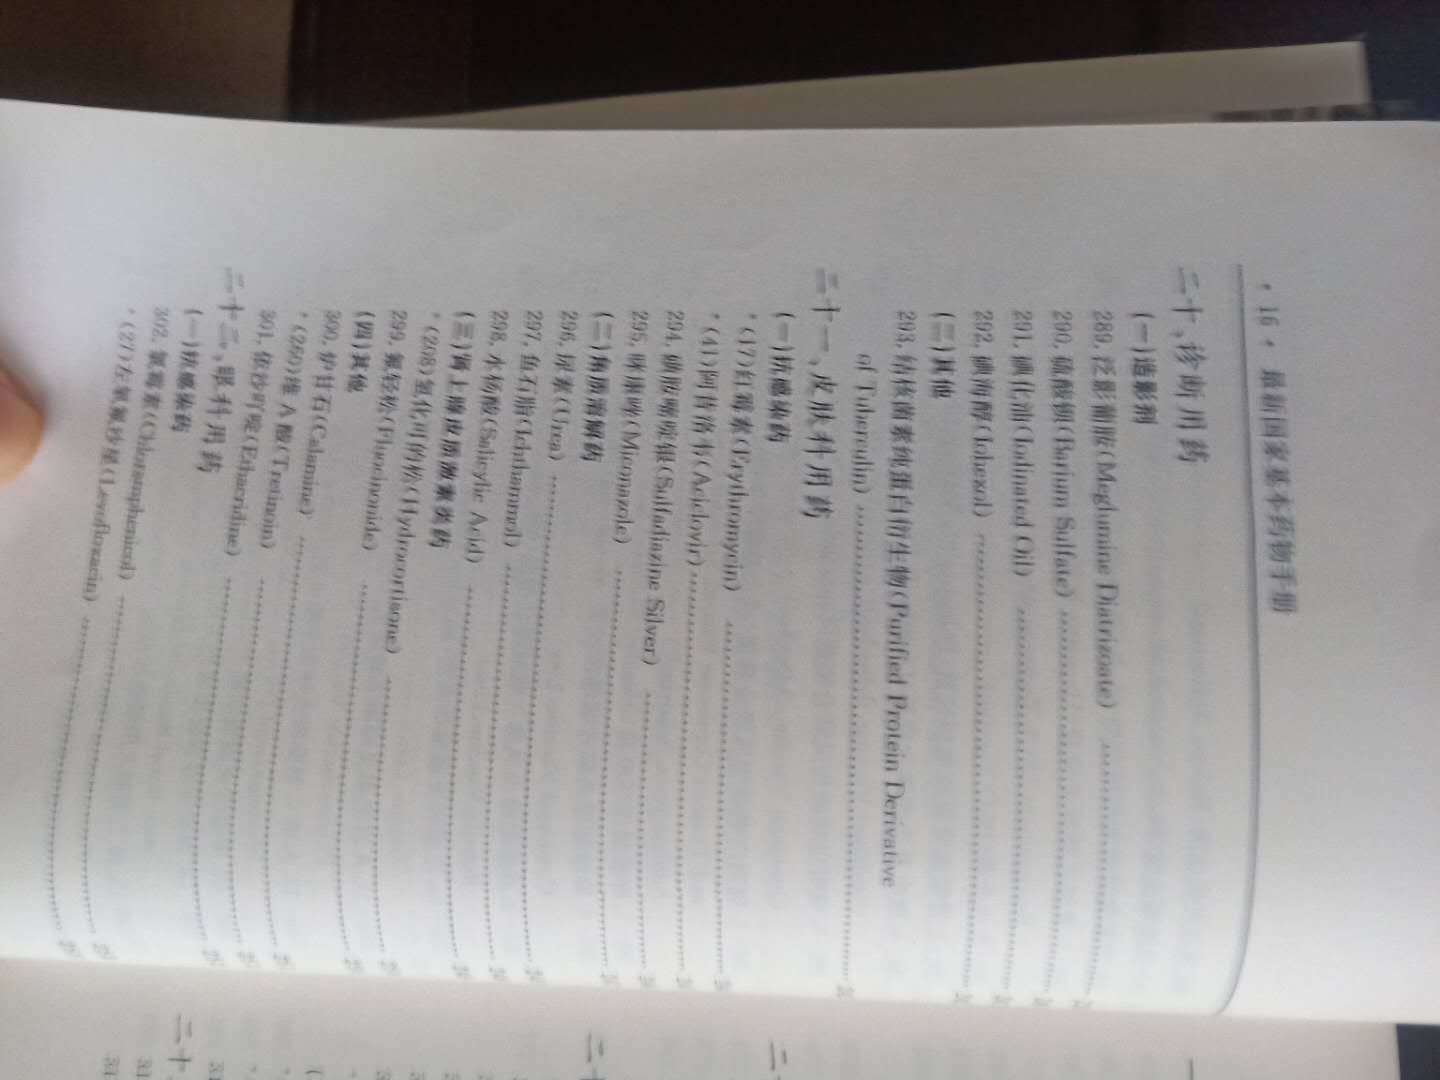 · 16 · 最新国家基本药物手册
二十、诊断用药
(一)造影剂
289. 泛影葡胺(Meglumine Diatrizoate)
290. 硫酸钡(Barium Sulfate)
291. 碘化油(Iodinated Oil)
292. 碘海醇(Iohexol)
(二)其他
293. 结核菌素纯蛋白衍生物(Purified Protein Derivative
of Tuberculin)
二十一、皮肤科用药
(一)抗感染药
*(17)红霉素(Erythromycin)
*(41)阿昔洛韦(Aciclovir)
294. 磺胺嘧啶银(Sulfadiazine Silver)
295. 咪康唑(Miconazole)
(二)角质溶解药
296. 尿素(Urea)
297. 鱼石脂(Ichthammol)
298. 水杨酸(Salicylic Acid)
(三)肾上腺皮质激素类药
*(208)氢化可的松(Hydrocortisone)
299. 氟轻松(Fluocinonide)
(四)其他
300. 炉甘石(Calamine)
*(260)维A酸(Tretinoin)
301. 依沙吖啶(Ethacridine)
二十二、眼科用药
(一)抗感染药
302. 氯霉素(Chloramphenicol)
*(27)左氧氟沙星(Levofloxacin)